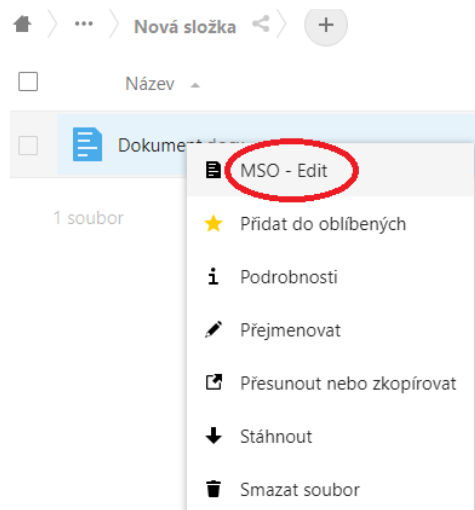 ... Nová složka +
Název
Dokument.docx
MSO - Edit
1 soubor
Přidat do oblíbených
Podrobnosti
Přejmenovat
Přesunout nebo zkopírovat
Stáhnout
Smazat soubor